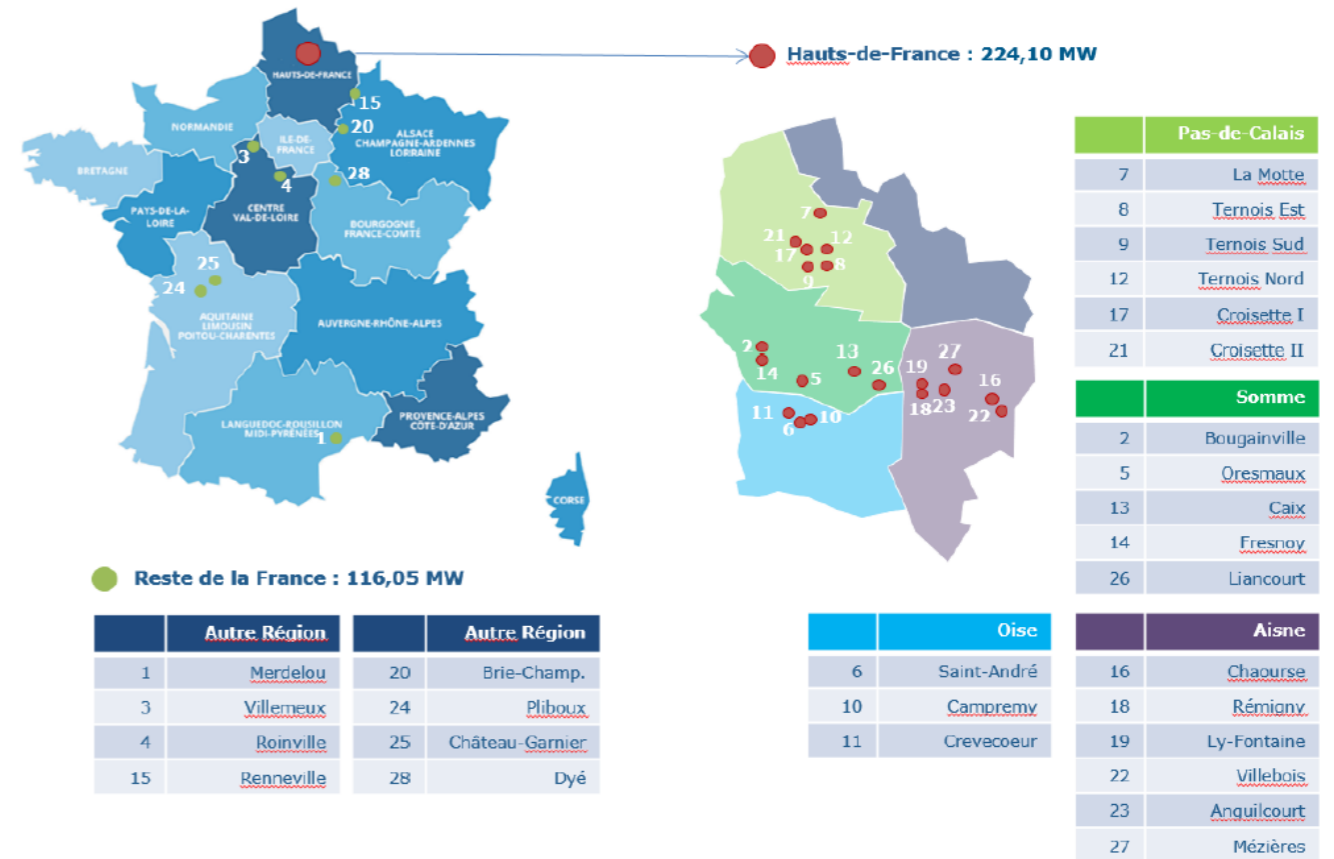 Hauts-de-France : 224,10 MW
HAUTS-DE-FRANCE
15
20
NORMANDIE
ILE-DE-
FRANCE
ALSACE
CHAMPAGNE-ARDENNES
LORRAINE
3
BRETAGNE
4
28
PAYS-DE-LA-
LOIRE
CENTRE
VAL-DE-LOIRE
BOURGOGNE
FRANCE-COMTÉ
25
24
AQUITAINE
LIMOUSIN
POITOU-CHARENTES
AUVERGNE-RHÔNE-ALPES
LANGUEDOC-ROUSILLON
MIDI-PYRÉNÉES
1
PROVENCE-ALPES
CÔTE-D'AZUR
CORSE
7
21
12
17
8
9
2
14
5
13
26
19
27
16
18
23
22
11
10
6
Pas-de-Calais
7 La Motte
8 Ternois Est
9 Ternois Sud
12 Ternois Nord
17 Croisette I
21 Croisette II
Somme
2 Bougainville
5 Oresmaux
13 Caix
14 Fresnoy
26 Liancourt
Reste de la France : 116,05 MW
Autre Région
1 Merdelou
3 Villemeux
4 Roinville
15 Renneville
Autre Région
20 Brie-Champ.
24 Pliboux
25 Château-Garnier
28 Dyé
Oise
6 Saint-André
10 Campremy
11 Crevecoeur
Aisne
16 Chaourse
18 Rémigny
19 Ly-Fontaine
22 Villebois
23 Anguilcourt
27 Mézières